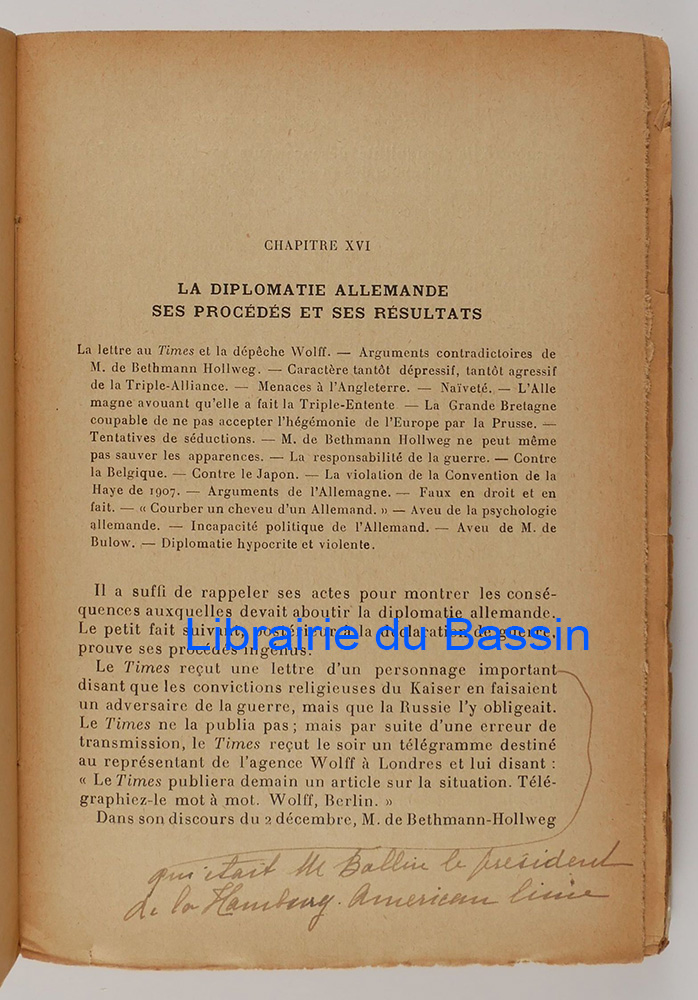 CHAPITRE XVI
LA DIPLOMATIE ALLEMANDE
SES PROCÉDÉS ET SES RÉSULTATS
La lettre au Times et la dépêche Wolff. — Arguments contradictoires de
M. de Bethmann Hollweg. — Caractère tantôt dépressif, tantôt agressif
de la Triple-Alliance. — Menaces à l'Angleterre. — Naïveté. — L'Alle
magne avouant qu'elle a fait la Triple-Entente — La Grande Bretagne
coupable de ne pas accepter l'hégémonie de l'Europe par la Prusse. —
Tentatives de séductions. — M. de Bethmann Hollweg ne peut même
pas sauver les apparences. — La responsabilité de la guerre. — Contre
la Belgique. — Contre le Japon. — La violation de la Convention de la
Haye de 1907. — Arguments de l'Allemagne. — Faux en droit et en
fait. — « Courber un cheveu d'un Allemand. » — Aveu de la psychologie
allemande. — Incapacité politique de l'Allemand. — Aveu de M. de
Bulow. — Diplomatie hypocrite et violente.
Il a suffi de rappeler ses actes pour montrer les consé-
quences auxquelles devait aboutir la diplomatie allemande.
Le petit fait suivant, postérieur à la déclaration de guerre,
Librairie du Bassin
prouve ses procédés ingénus.
Le Times reçut une lettre d'un personnage important
disant que les convictions religieuses du Kaiser en faisaient
un adversaire de la guerre, mais que la Russie l'y obligeait.
Le Times ne la publia pas ; mais par suite d'une erreur de
transmission, le Times reçut le soir un télégramme destiné
au représentant de l'agence Wolff à Londres et lui disant :
« Le Times publiera demain un article sur la situation. Télé-
graphiez-le mot à mot. Wolff, Berlin. »
Dans son discours du 2 décembre, M. de Bethmann-Hollweg
qui était M Ballin le président
de la Hamburg. American linie